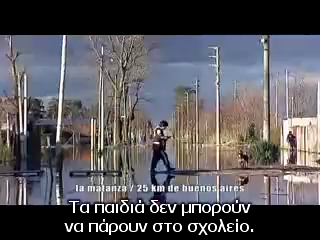 la matanza / 25 km de buenos aires
Τα παιδιά δεν μπορούν
να πάρουν στο σχολείο.